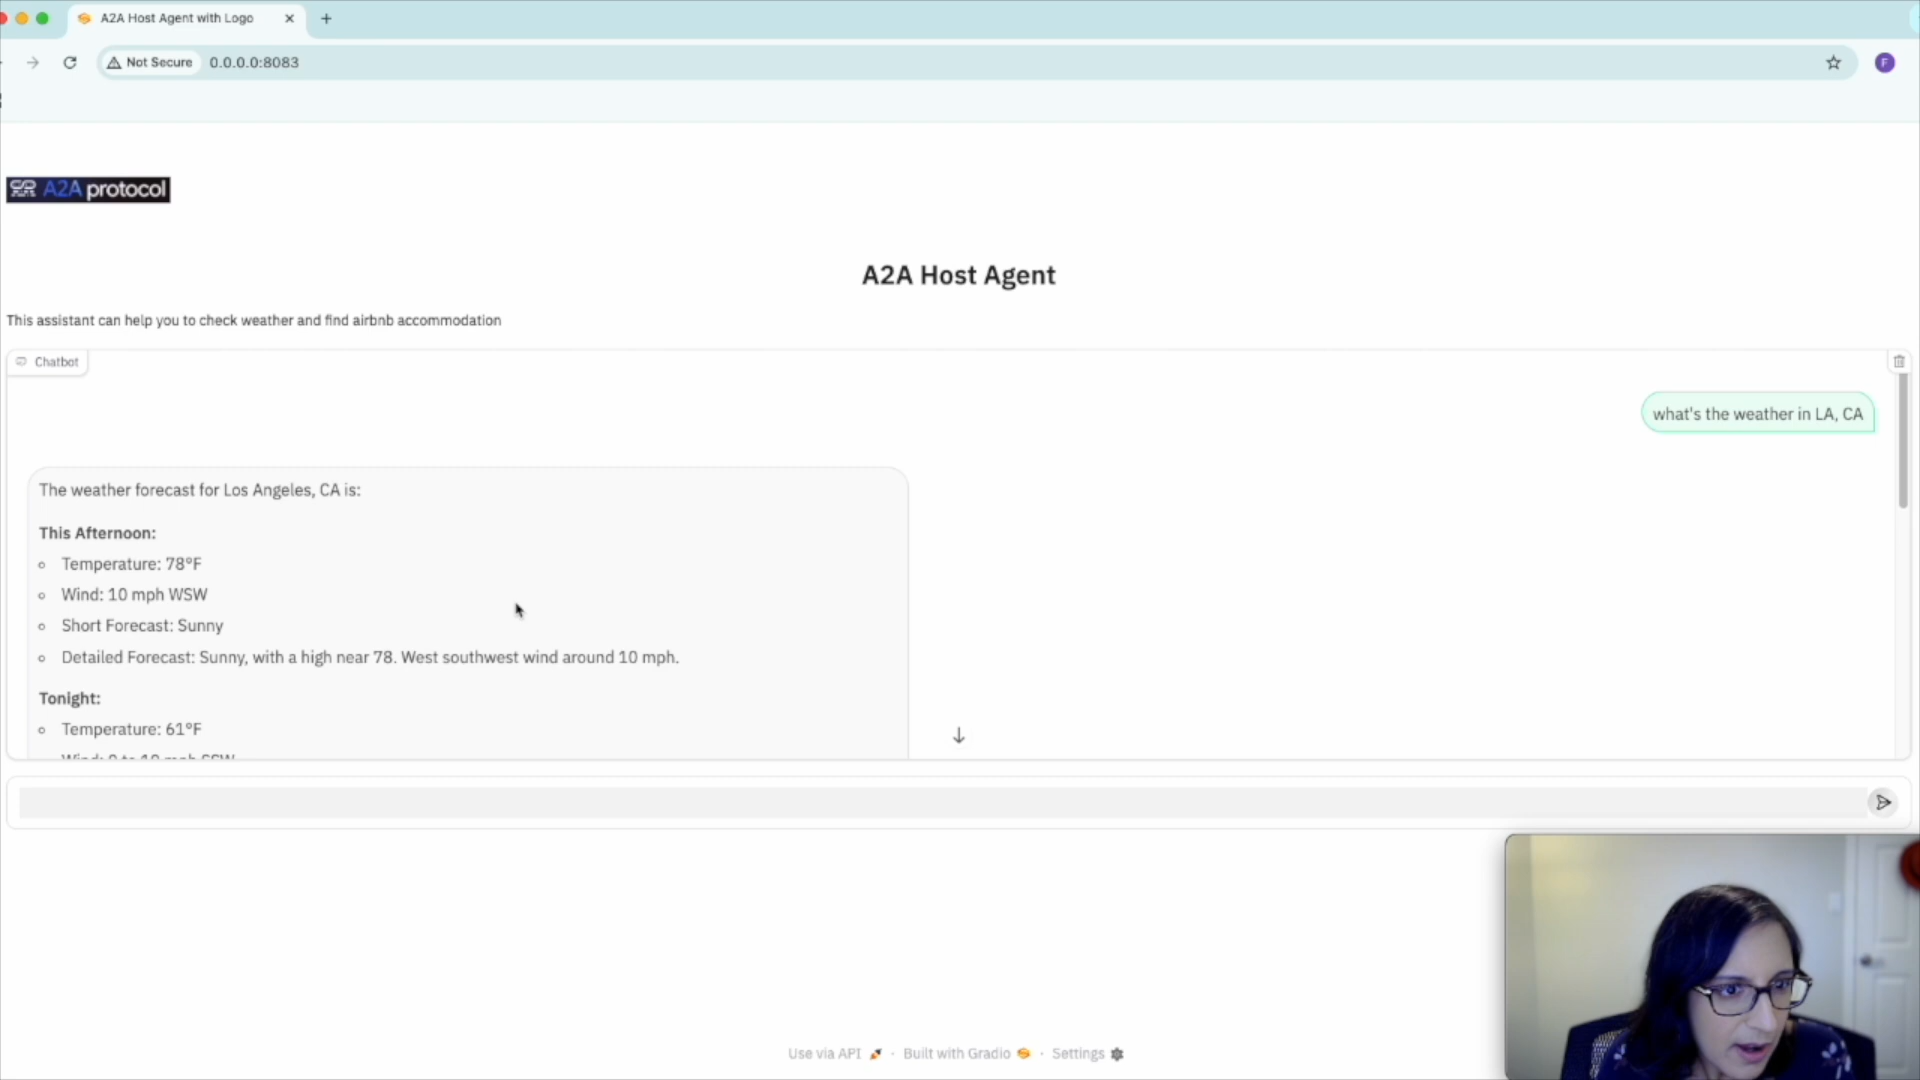 A2A Host Agent with Logo
Not Secure 0.0.0.0:8083
F
A2A protocol
A2A Host Agent
This assistant can help you to check weather and find airbnb accommodation
Chatbot
what's the weather in LA, CA
The weather forecast for Los Angeles, CA is:
This Afternoon:
Temperature: 78°F
Wind: 10 mph WSW
Short Forecast: Sunny
Detailed Forecast: Sunny, with a high near 78. West southwest wind around 10 mph.
Tonight:
Temperature: 61°F
Use via API · Built with Gradio · Settings